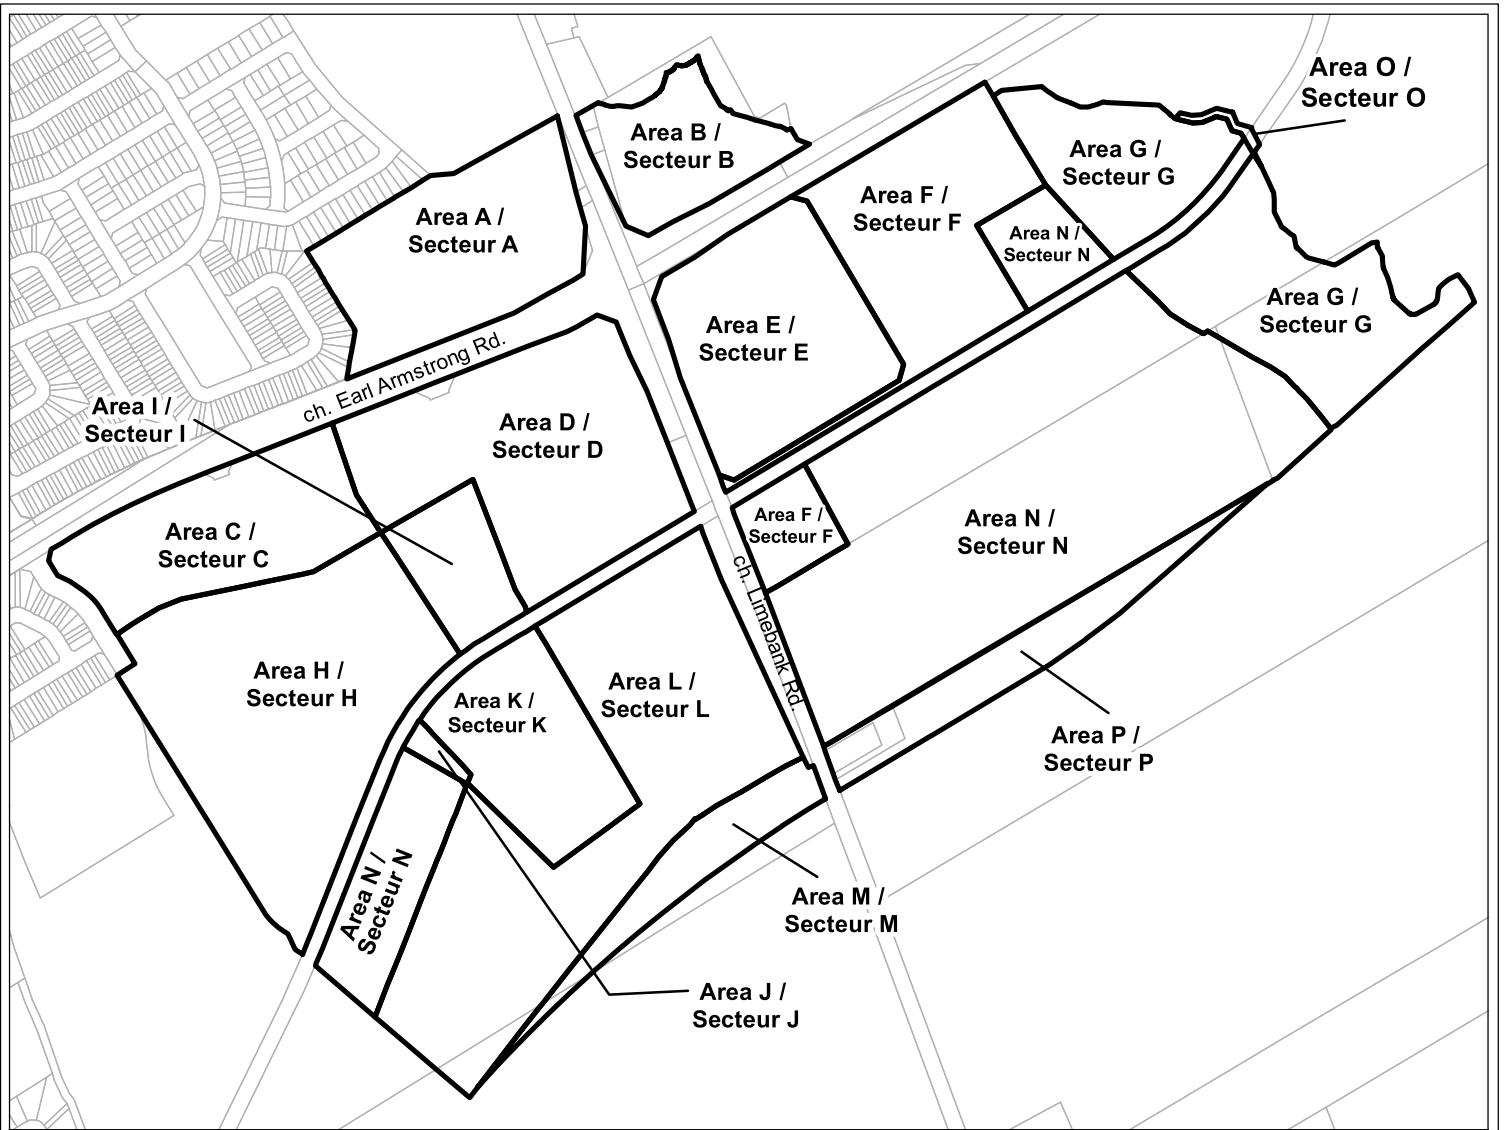 Area O /
Secteur O
Area B /
Secteur B
Area G /
Secteur G
Area F /
Secteur F
Area A /
Secteur A
Area N /
Secteur N
Area G /
Secteur G
Area E /
Secteur E
ch. Earl Armstrong Rd.
Area I /
Secteur I
Area D /
Secteur D
Area C /
Secteur C
Area F /
Secteur F
Area N /
Secteur N
ch. Limebank Rd.
Area H /
Secteur H
Area K /
Secteur K
Area L /
Secteur L
Area P /
Secteur P
Area N /
Secteur N
Area M /
Secteur M
Area J /
Secteur J